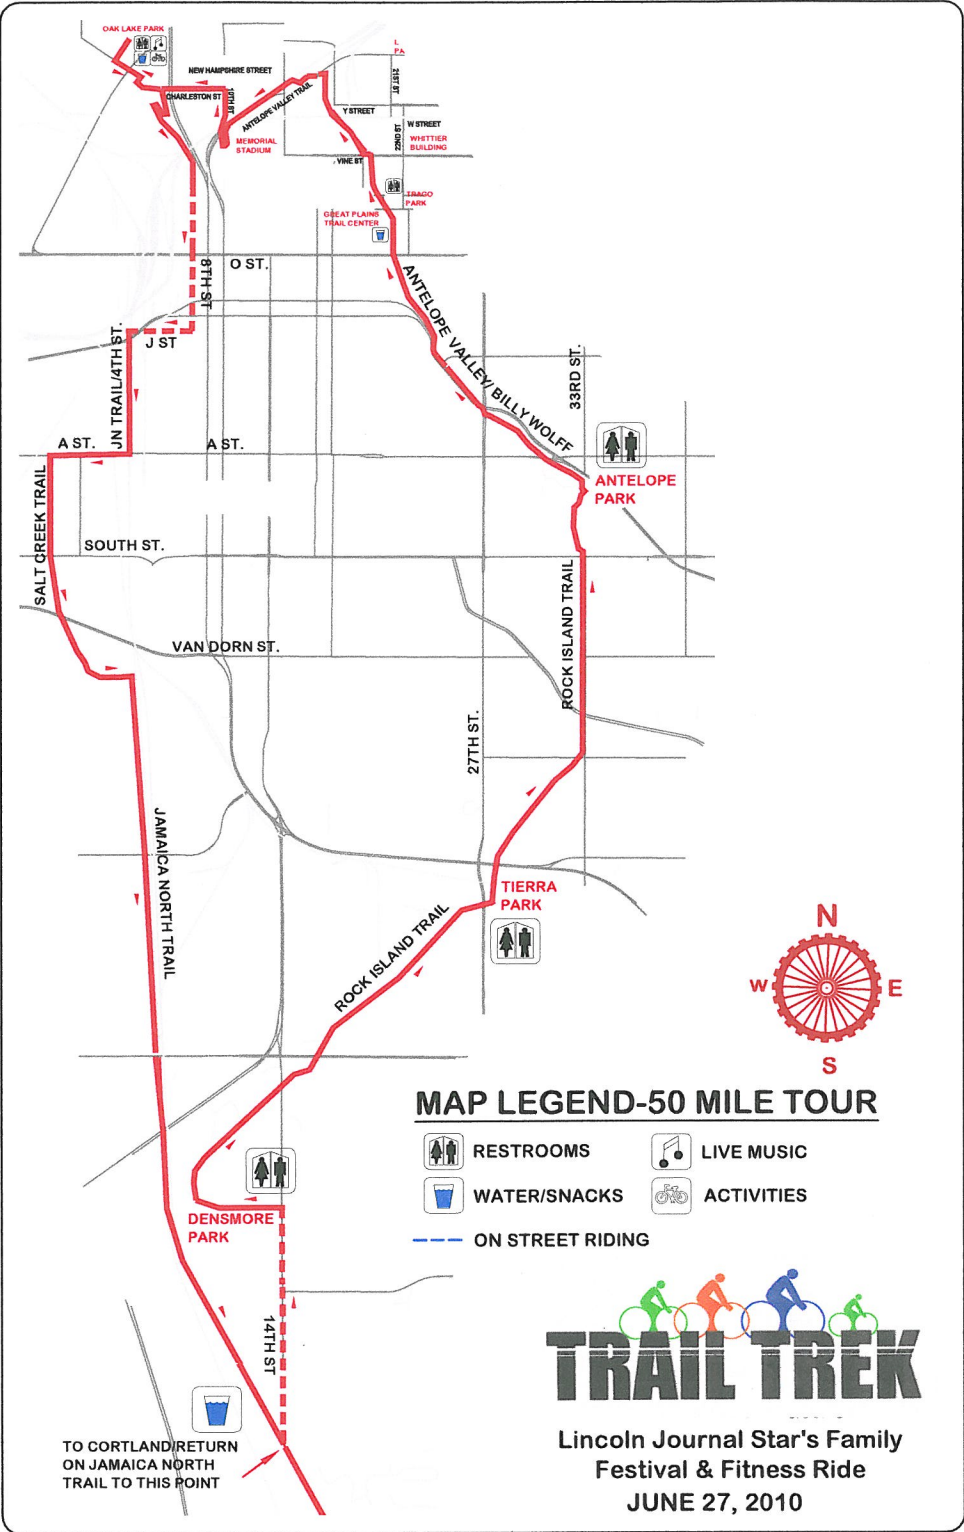 OAK LAKE PARK
L
PA
NEW HAMPSHIRE STREET
21ST ST
CHARLESTON ST
10TH ST
ANTELOPE VALLEY TRAIL
Y STREET
W STREET
22ND ST
WHITTIER
BUILDING
MEMORIAL
STADIUM
VINE ST
TRAGO
PARK
GREAT PLAINS
TRAIL CENTER
O ST.
8TH ST
ANTELOPE VALLEY/ BILLY WOLFF
JN TRAIL/4TH ST.
J ST
33RD ST.
A ST.
A ST.
ANTELOPE
PARK
SALT CREEK TRAIL
SOUTH ST.
ROCK ISLAND TRAIL
VAN DORN ST.
27TH ST.
JAMAICA NORTH TRAIL
TIERRA
PARK
ROCK ISLAND TRAIL
N
W
E
S
MAP LEGEND-50 MILE TOUR
RESTROOMS
LIVE MUSIC
WATER/SNACKS
ACTIVITIES
ON STREET RIDING
DENSMORE
PARK
14TH ST
TRAIL TREK
TO CORTLAND/RETURN
ON JAMAICA NORTH
TRAIL TO THIS POINT
Lincoln Journal Star's Family
Festival & Fitness Ride
JUNE 27, 2010